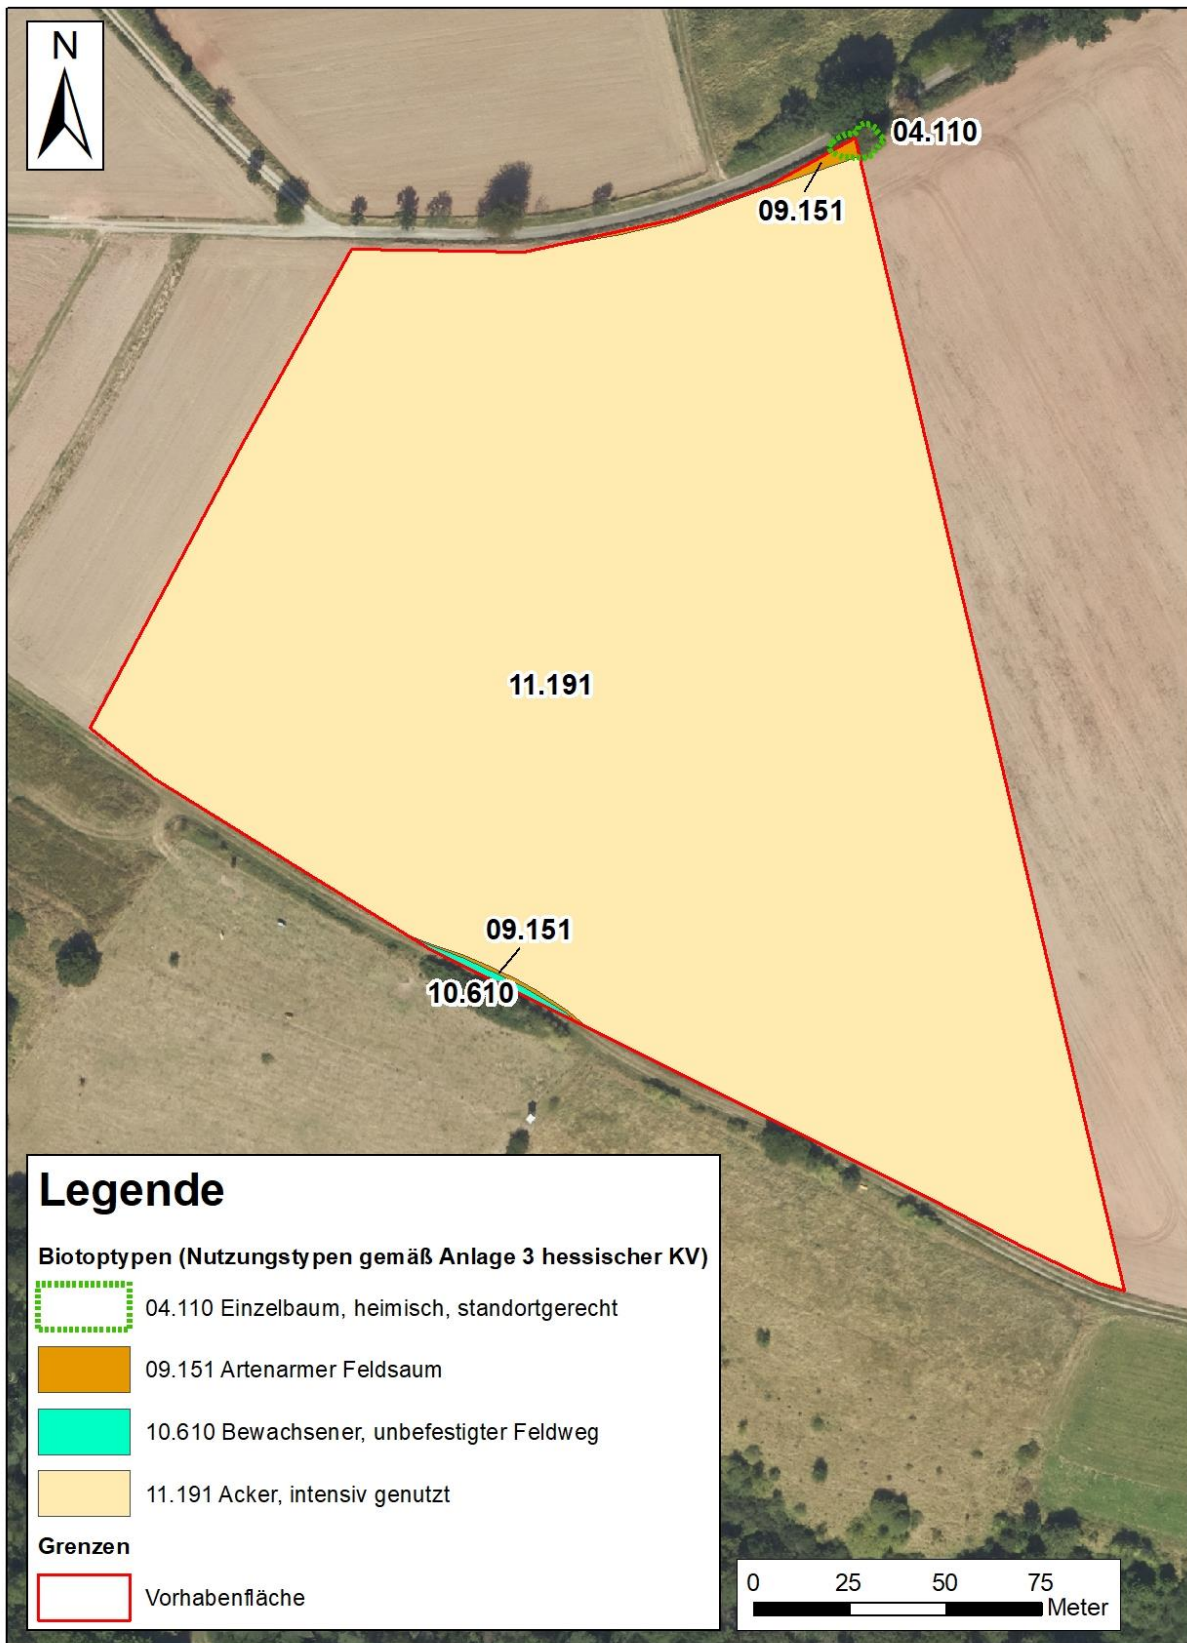 N
04.110
09.151
11.191
09.151
10.610
Legende
Biotoptypen (Nutzungstypen gemäß Anlage 3 hessischer KV)
04.110 Einzelbaum, heimisch, standortgerecht
09.151 Artenarmer Feldsaum
10.610 Bewachsener, unbefestigter Feldweg
11.191 Acker, intensiv genutzt
Grenzen
Vorhabenfläche
0 25 50 75
Meter